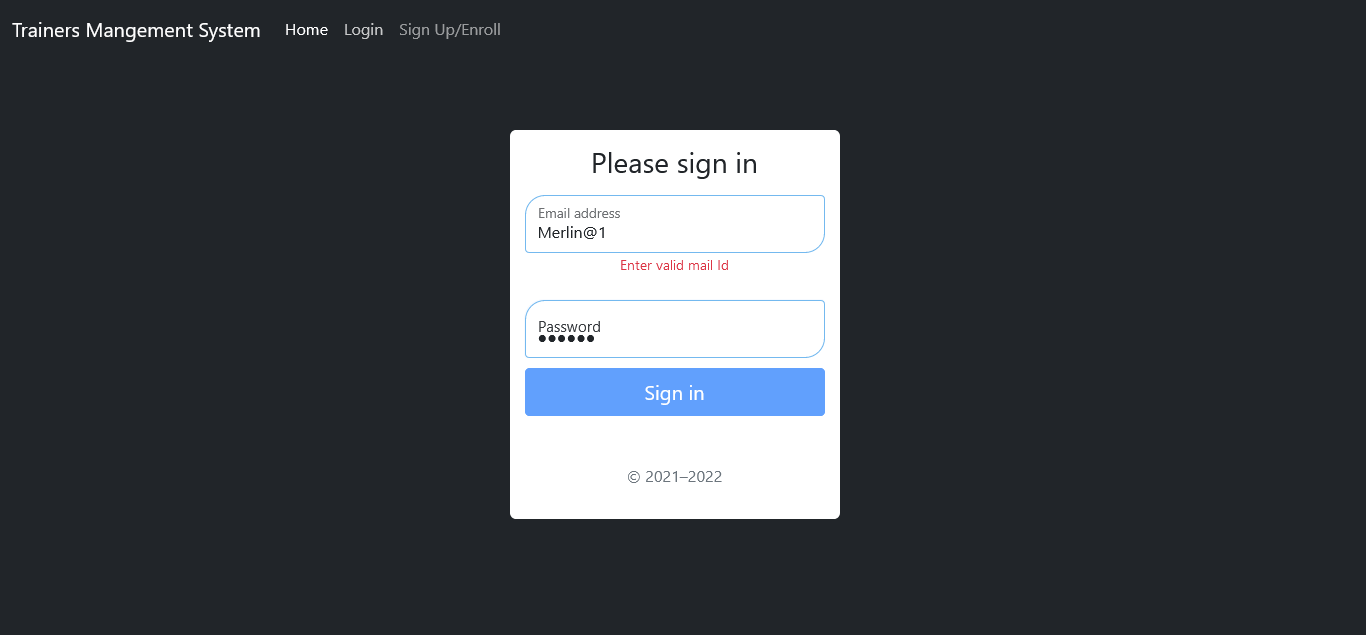 Trainers Mangement System Home Login Sign Up/Enroll
Please sign in
Email address
Merlin@1
Enter valid mail Id
Password
••••••
Sign in
© 2021–2022